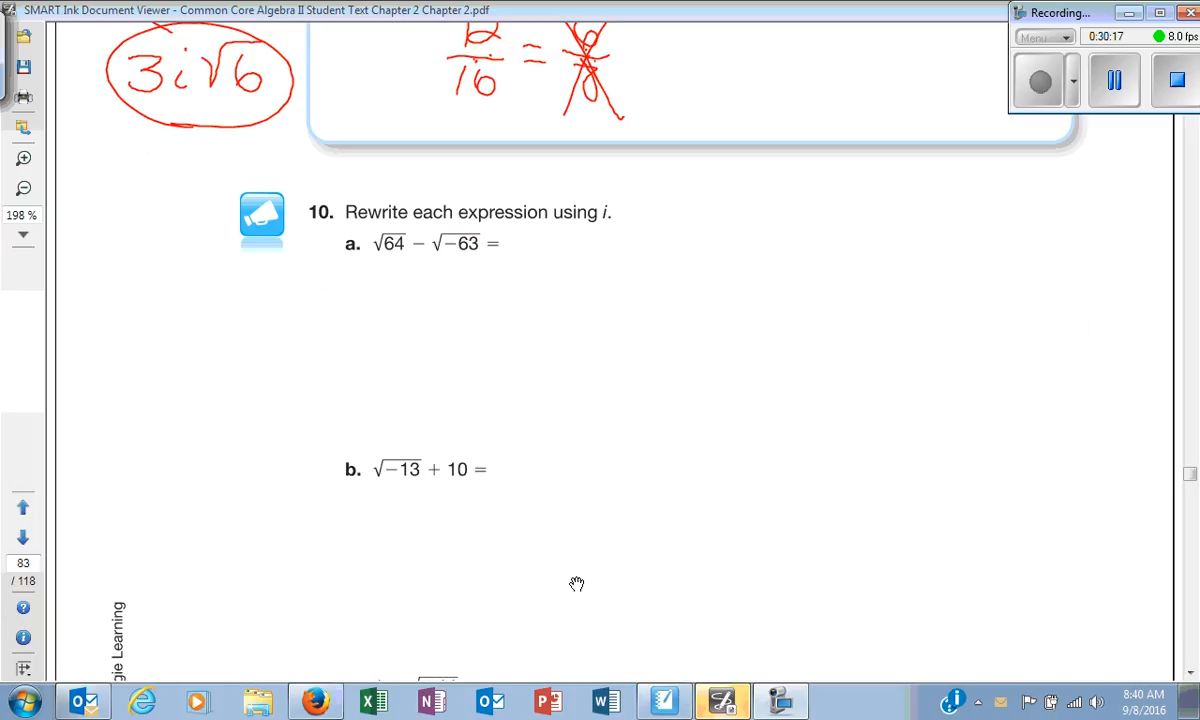 SMART Ink Document Viewer - Common Core Algebra II Student Text Chapter 2 Chapter 2.pdf
Recording...
Menu
0:30:17
8.0 fps
3i√6
12/16 =
198 %
10. Rewrite each expression using i.
a. √64 − √−63 =
b. √−13 + 10 =
83
/ 118
gie Learning
8:40 AM
9/8/2016